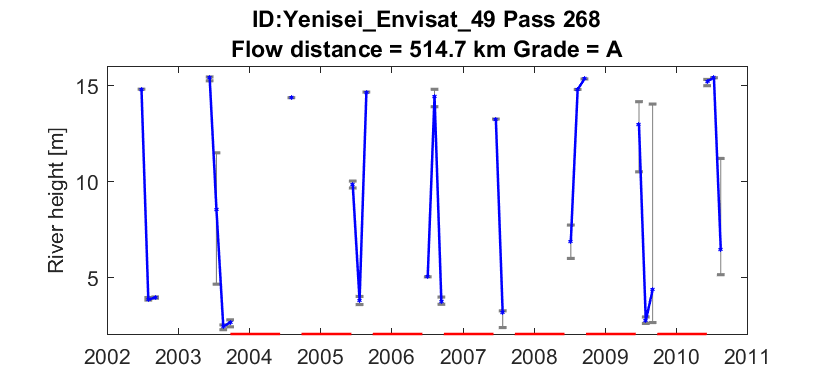 ID:Yenisei_Envisat_49 Pass 268
Flow distance = 514.7 km Grade = A
River height [m]
15
10
5
2002 2003 2004 2005 2006 2007 2008 2009 2010 2011